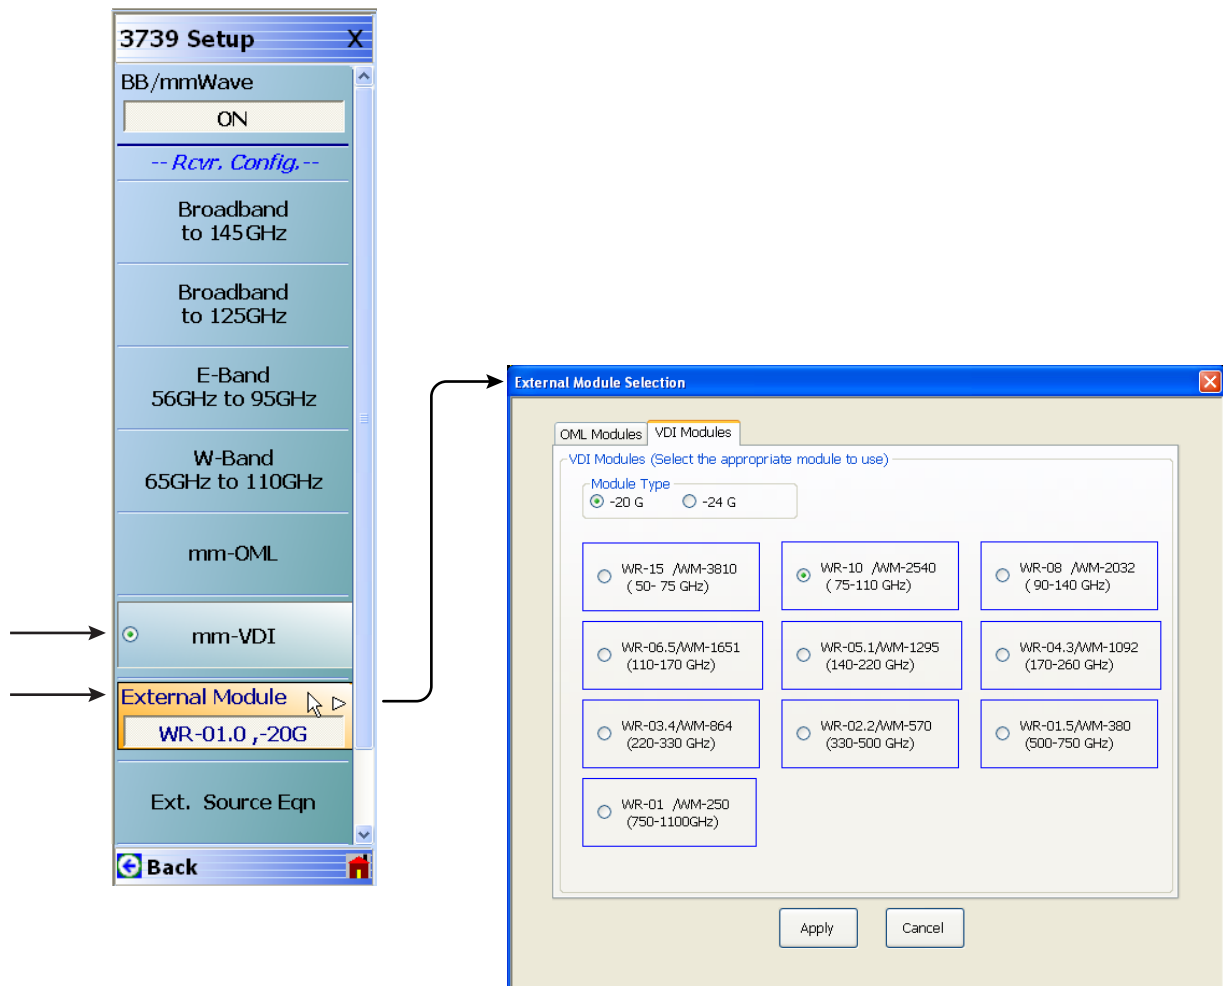 3739 Setup X
BB/mmWave
ON
-- Rcvr. Config.--
Broadband
to 145GHz
Broadband
to 125GHz
E-Band
56GHz to 95GHz
W-Band
65GHz to 110GHz
mm-OML
mm-VDI
External Module
WR-01.0 ,-20G
Ext. Source Eqn
Back
External Module Selection
OML Modules VDI Modules
VDI Modules (Select the appropriate module to use)
Module Type
-20 G -24 G
WR-15 /WM-3810
( 50- 75 GHz)
WR-10 /WM-2540
( 75-110 GHz)
WR-08 /WM-2032
( 90-140 GHz)
WR-06.5/WM-1651
(110-170 GHz)
WR-05.1/WM-1295
(140-220 GHz)
WR-04.3/WM-1092
(170-260 GHz)
WR-03.4/WM-864
(220-330 GHz)
WR-02.2/WM-570
(330-500 GHz)
WR-01.5/WM-380
(500-750 GHz)
WR-01 /WM-250
(750-1100GHz)
Apply Cancel